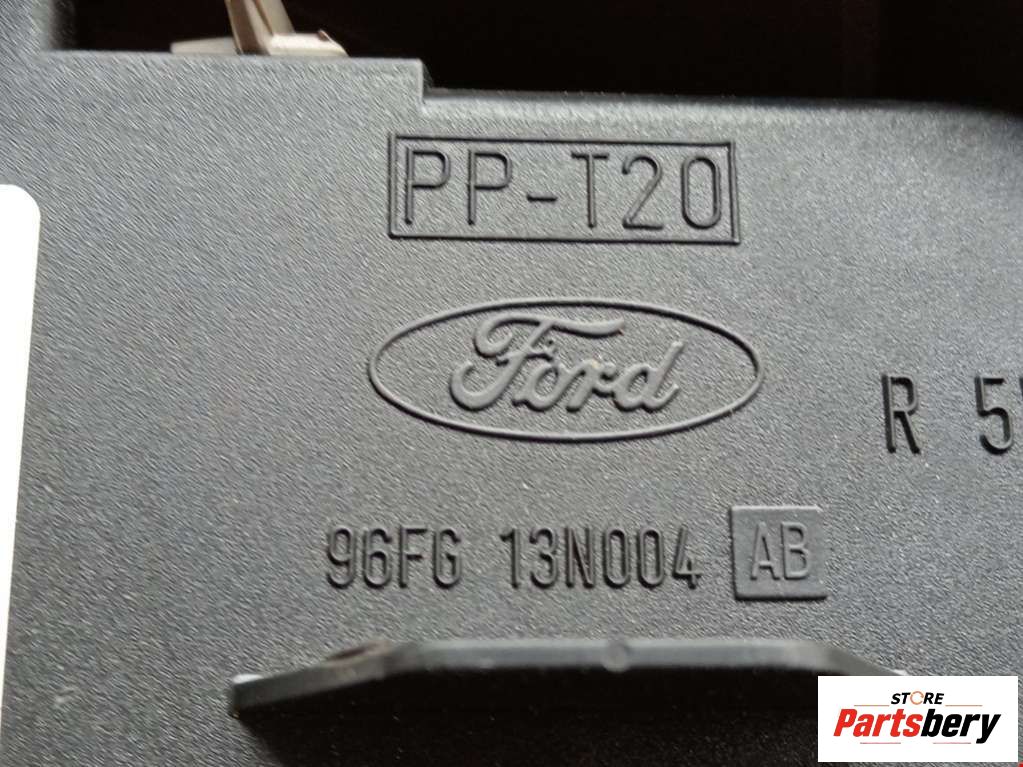 PP-T20
Ford
R 5
96FG 13N004 AB
STORE
Partsbery